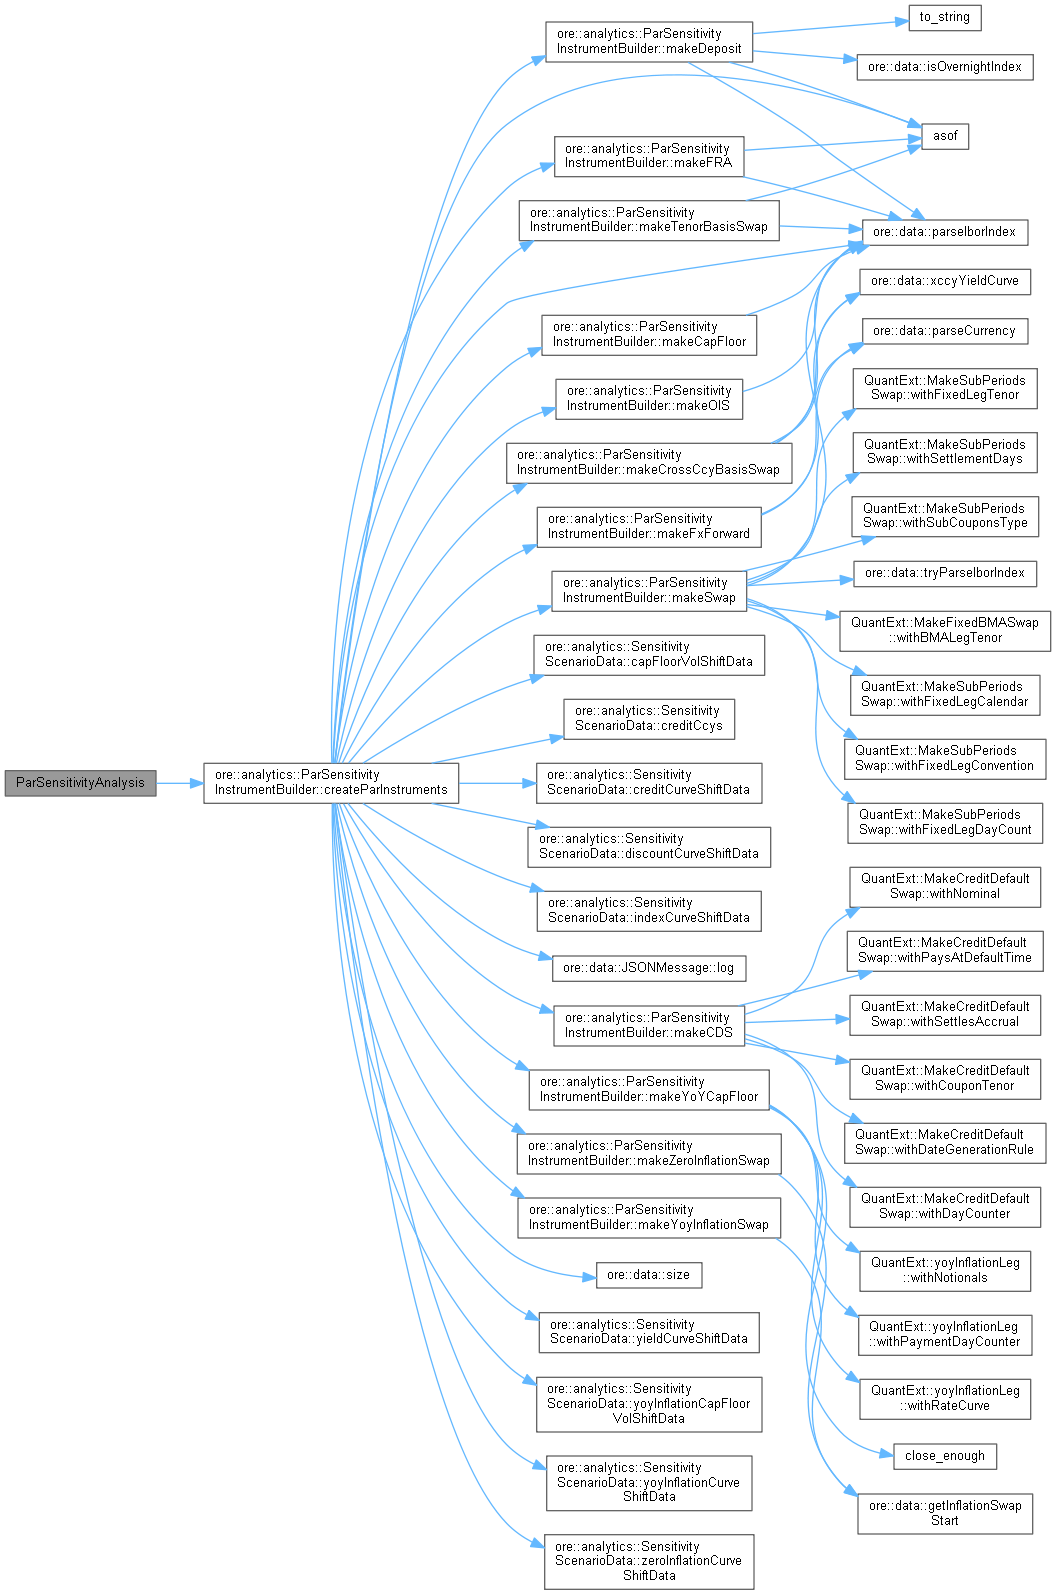 ParSensitivityAnalysis
ore::analytics::ParSensitivity
InstrumentBuilder::createParInstruments
ore::analytics::ParSensitivity
InstrumentBuilder::makeDeposit
ore::analytics::ParSensitivity
InstrumentBuilder::makeFRA
ore::analytics::ParSensitivity
InstrumentBuilder::makeTenorBasisSwap
ore::analytics::ParSensitivity
InstrumentBuilder::makeCapFloor
ore::analytics::ParSensitivity
InstrumentBuilder::makeOIS
ore::analytics::ParSensitivity
InstrumentBuilder::makeCrossCcyBasisSwap
ore::analytics::ParSensitivity
InstrumentBuilder::makeFxForward
ore::analytics::ParSensitivity
InstrumentBuilder::makeSwap
ore::analytics::Sensitivity
ScenarioData::capFloorVolShiftData
ore::analytics::Sensitivity
ScenarioData::creditCcys
ore::analytics::Sensitivity
ScenarioData::creditCurveShiftData
ore::analytics::Sensitivity
ScenarioData::discountCurveShiftData
ore::analytics::Sensitivity
ScenarioData::indexCurveShiftData
ore::data::JSONMessage::log
ore::analytics::ParSensitivity
InstrumentBuilder::makeCDS
ore::analytics::ParSensitivity
InstrumentBuilder::makeYoYCapFloor
ore::analytics::ParSensitivity
InstrumentBuilder::makeZeroInflationSwap
ore::analytics::ParSensitivity
InstrumentBuilder::makeYoyInflationSwap
ore::data::size
ore::analytics::Sensitivity
ScenarioData::yieldCurveShiftData
ore::analytics::Sensitivity
ScenarioData::yoyInflationCapFloor
VolShiftData
ore::analytics::Sensitivity
ScenarioData::yoyInflationCurve
ShiftData
ore::analytics::Sensitivity
ScenarioData::zeroInflationCurve
ShiftData
to_string
ore::data::isOvernightIndex
asof
ore::data::parseIborIndex
ore::data::xccyYieldCurve
ore::data::parseCurrency
QuantExt::MakeSubPeriods
Swap::withFixedLegTenor
QuantExt::MakeSubPeriods
Swap::withSettlementDays
QuantExt::MakeSubPeriods
Swap::withSubCouponsType
ore::data::tryParseIborIndex
QuantExt::MakeFixedBMASwap
::withBMALegTenor
QuantExt::MakeSubPeriods
Swap::withFixedLegCalendar
QuantExt::MakeSubPeriods
Swap::withFixedLegConvention
QuantExt::MakeSubPeriods
Swap::withFixedLegDayCount
QuantExt::MakeCreditDefault
Swap::withNominal
QuantExt::MakeCreditDefault
Swap::withPaysAtDefaultTime
QuantExt::MakeCreditDefault
Swap::withSettlesAccrual
QuantExt::MakeCreditDefault
Swap::withCouponTenor
QuantExt::MakeCreditDefault
Swap::withDateGenerationRule
QuantExt::MakeCreditDefault
Swap::withDayCounter
QuantExt::yoyInflationLeg
::withNotionals
QuantExt::yoyInflationLeg
::withPaymentDayCounter
QuantExt::yoyInflationLeg
::withRateCurve
close_enough
ore::data::getInflationSwap
Start